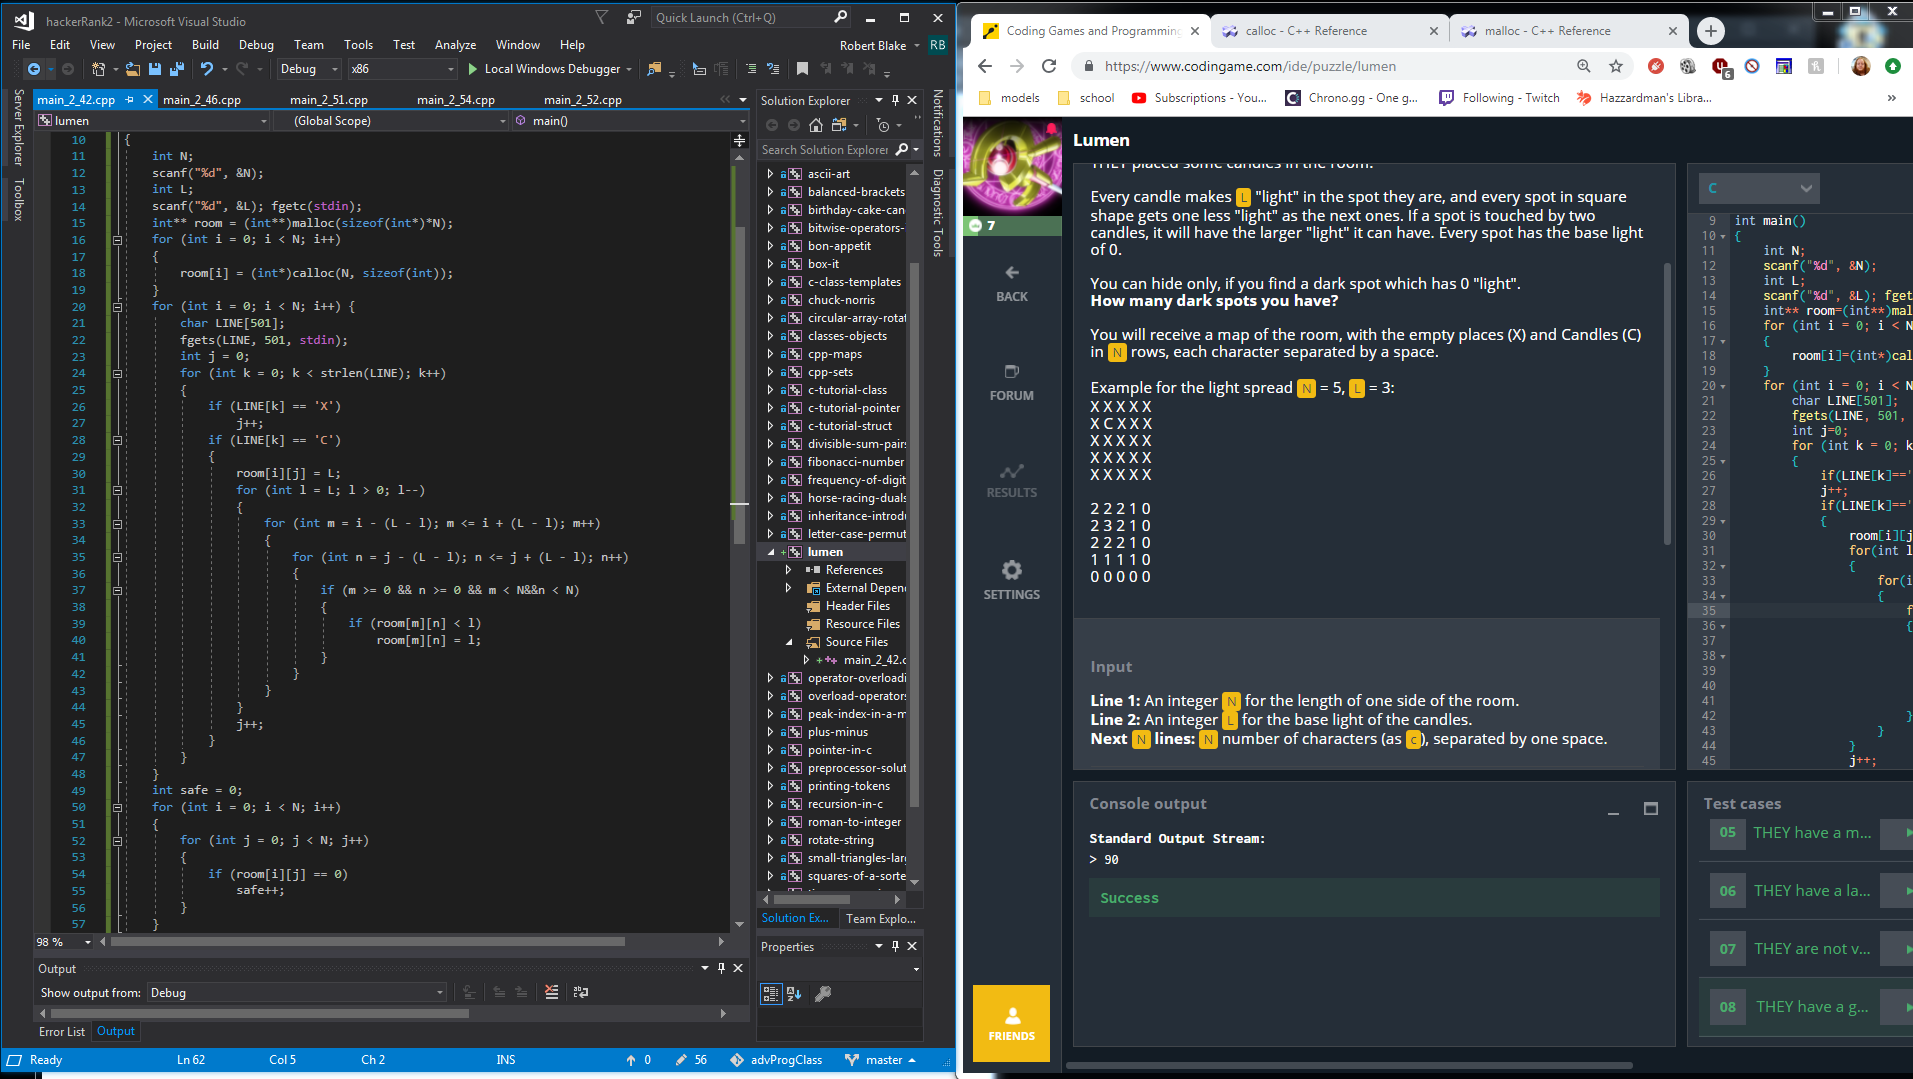 hackerRank2 - Microsoft Visual Studio
Quick Launch (Ctrl+Q)
File Edit View Project Build Debug Team Tools Test Analyze Window Help
Robert Blake RB
Debug x86 Local Windows Debugger
main_2_42.cpp main_2_46.cpp main_2_51.cpp main_2_54.cpp main_2_52.cpp
lumen (Global Scope) main()
Server Explorer
Toolbox
10 {
11 int N;
12 scanf("%d", &N);
13 int L;
14 scanf("%d", &L); fgetc(stdin);
15 int** room = (int**)malloc(sizeof(int*)*N);
16 for (int i = 0; i < N; i++)
17 {
18 room[i] = (int*)calloc(N, sizeof(int));
19 }
20 for (int i = 0; i < N; i++) {
21 char LINE[501];
22 fgets(LINE, 501, stdin);
23 int j = 0;
24 for (int k = 0; k < strlen(LINE); k++)
25 {
26 if (LINE[k] == 'X')
27 j++;
28 if (LINE[k] == 'C')
29 {
30 room[i][j] = L;
31 for (int l = L; l > 0; l--)
32 {
33 for (int m = i - (L - l); m <= i + (L - l); m++)
34 {
35 for (int n = j - (L - l); n <= j + (L - l); n++)
36 {
37 if (m >= 0 && n >= 0 && m < N&&n < N)
38 {
39 if (room[m][n] < l)
40 room[m][n] = l;
41 }
42 }
43 }
44 }
45 j++;
46 }
47 }
48 }
49 int safe = 0;
50 for (int i = 0; i < N; i++)
51 {
52 for (int j = 0; j < N; j++)
53 {
54 if (room[i][j] == 0)
55 safe++;
56 }
57 }
98 %
Output
Show output from: Debug
Error List Output
Ready Ln 62 Col 5 Ch 2 INS 0 56 advProgClass master
Solution Explorer
Search Solution Explorer
ascii-art
balanced-brackets
birthday-cake-can
bitwise-operators-
bon-appetit
box-it
c-class-templates
chuck-norris
circular-array-rotat
classes-objects
cpp-maps
cpp-sets
c-tutorial-class
c-tutorial-pointer
c-tutorial-struct
divisible-sum-pairs
fibonacci-number
frequency-of-digit
horse-racing-duals
inheritance-introdu
letter-case-permut
lumen
References
External Depen
Header Files
Resource Files
Source Files
main_2_42.c
operator-overloadi
overload-operators
peak-index-in-a-m
plus-minus
pointer-in-c
preprocessor-solut
printing-tokens
recursion-in-c
roman-to-integer
rotate-string
small-triangles-larg
squares-of-a-sorte
Solution Ex... Team Explo...
Properties
Notifications
Diagnostic Tools
Coding Games and Programming calloc - C++ Reference malloc - C++ Reference
https://www.codingame.com/ide/puzzle/lumen
6
models school Subscriptions - You... Chrono.gg - One g... Following - Twitch Hazzardman's Libra... »
7
BACK
FORUM
RESULTS
SETTINGS
FRIENDS
Lumen
THEY placed some candles in the room.
Every candle makes L "light" in the spot they are, and every spot in square
shape gets one less "light" as the next ones. If a spot is touched by two
candles, it will have the larger "light" it can have. Every spot has the base light
of 0.
You can hide only, if you find a dark spot which has 0 "light".
How many dark spots you have?
You will receive a map of the room, with the empty places (X) and Candles (C)
in N rows, each character separated by a space.
Example for the light spread N = 5, L = 3:
X X X X X
X C X X X
X X X X X
X X X X X
X X X X X
2 2 2 1 0
2 3 2 1 0
2 2 2 1 0
1 1 1 1 0
0 0 0 0 0
Input
Line 1: An integer N for the length of one side of the room.
Line 2: An integer L for the base light of the candles.
Next N lines: N number of characters (as c), separated by one space.
Console output
Standard Output Stream:
> 90
Success
C
9 int main()
10 {
11 int N;
12 scanf("%d", &N);
13 int L;
14 scanf("%d", &L); fget
15 int** room=(int**)mal
16 for (int i = 0; i < N
17 {
18 room[i]=(int*)cal
19 }
20 for (int i = 0; i < N
21 char LINE[501];
22 fgets(LINE, 501,
23 int j=0;
24 for (int k = 0; k
25 {
26 if(LINE[k]=='
27 j++;
28 if(LINE[k]=='
29 {
30 room[i][j
31 for(int l
32 {
33 for(i
34 {
35 f
36 {
37
38
39
40
41
42 }
43 }
44 }
45 j++;
Test cases
05 THEY have a m...
06 THEY have a la...
07 THEY are not v...
08 THEY have a g...